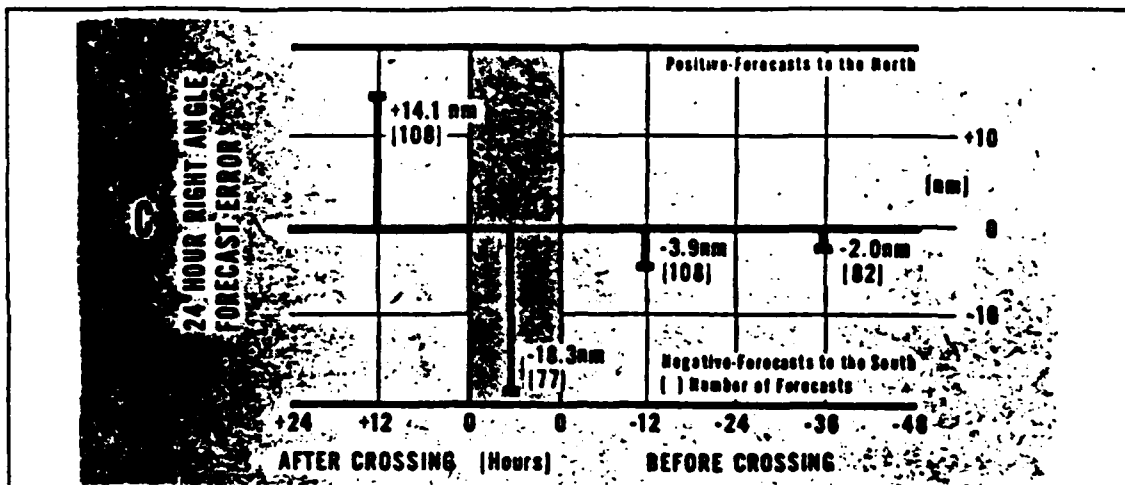 C
24 HOUR RIGHT ANGLE
FORECAST ERROR
Positive-Forecasts to the North
+14.1 nm
(108)
+10
(nm)
0
-3.9nm
(108)
-2.0nm
(82)
-10
-18.3nm
(77)
Negative-Forecasts to the South
( ) Number of Forecasts
+24 +12 0 0 -12 -24 -36 -48
AFTER CROSSING (Hours) BEFORE CROSSING